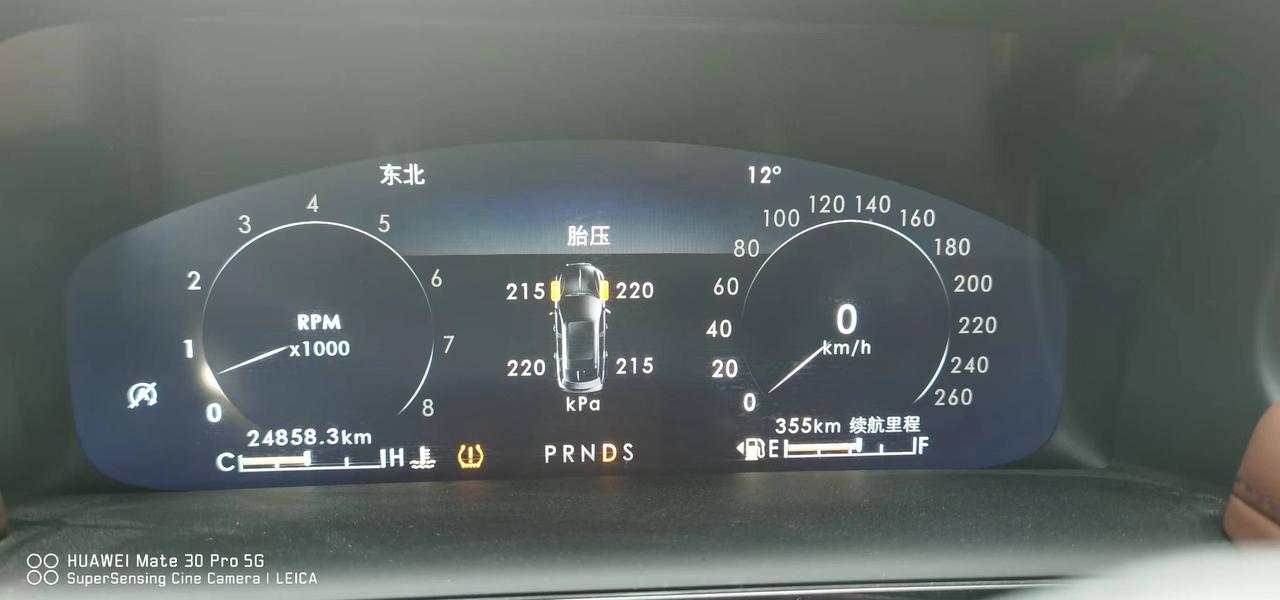 东北
12°
0 1 2 3 4 5 6 7 8
RPM
x1000
胎压
215 220
220 215
kPa
0 20 40 60 80 100 120 140 160 180 200 220 240 260
0
km/h
24858.3km
355km 续航里程
C H
PRNDS
E F
HUAWEI Mate 30 Pro 5G
SuperSensing Cine Camera | LEICA